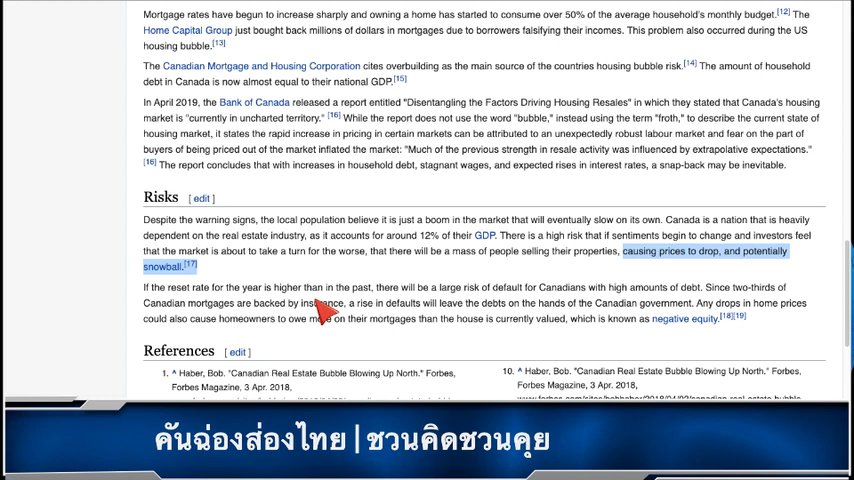 Mortgage rates have begun to increase sharply and owning a home has started to consume over 50% of the average household's monthly budget.[12] The
Home Capital Group just bought back millions of dollars in mortgages due to borrowers falsifying their incomes. This problem also occurred during the US
housing bubble.[13]
The Canadian Mortgage and Housing Corporation cites overbuilding as the main source of the countries housing bubble risk.[14] The amount of household
debt in Canada is now almost equal to their national GDP.[15]
In April 2019, the Bank of Canada released a report entitled "Disentangling the Factors Driving Housing Resales" in which they stated that Canada's housing
market is "currently in uncharted territory." [16] While the report does not use the word "bubble," instead using the term "froth," to describe the current state of
housing market, it states the rapid increase in pricing in certain markets can be attributed to an unexpectedly robust labour market and fear on the part of
buyers of being priced out of the market inflated the market: "Much of the previous strength in resale activity was influenced by extrapolative expectations."
[16] The report concludes that with increases in household debt, stagnant wages, and expected rises in interest rates, a snap-back may be inevitable.
Risks [ edit ]
Despite the warning signs, the local population believe it is just a boom in the market that will eventually slow on its own. Canada is a nation that is heavily
dependent on the real estate industry, as it accounts for around 12% of their GDP. There is a high risk that if sentiments begin to change and investors feel
that the market is about to take a turn for the worse, that there will be a mass of people selling their properties, causing prices to drop, and potentially
snowball.[17]
If the reset rate for the year is higher than in the past, there will be a large risk of default for Canadians with high amounts of debt. Since two-thirds of
Canadian mortgages are backed by insurance, a rise in defaults will leave the debts on the hands of the Canadian government. Any drops in home prices
could also cause homeowners to owe more on their mortgages than the house is currently valued, which is known as negative equity.[18][19]
References [ edit ]
1. ^ Haber, Bob. "Canadian Real Estate Bubble Blowing Up North." Forbes,
Forbes Magazine, 3 Apr. 2018,
10. ^ Haber, Bob. "Canadian Real Estate Bubble Blowing Up North." Forbes,
Forbes Magazine, 3 Apr. 2018,
คันฉ่องส่องไทย | ชวนคิดชวนคุย